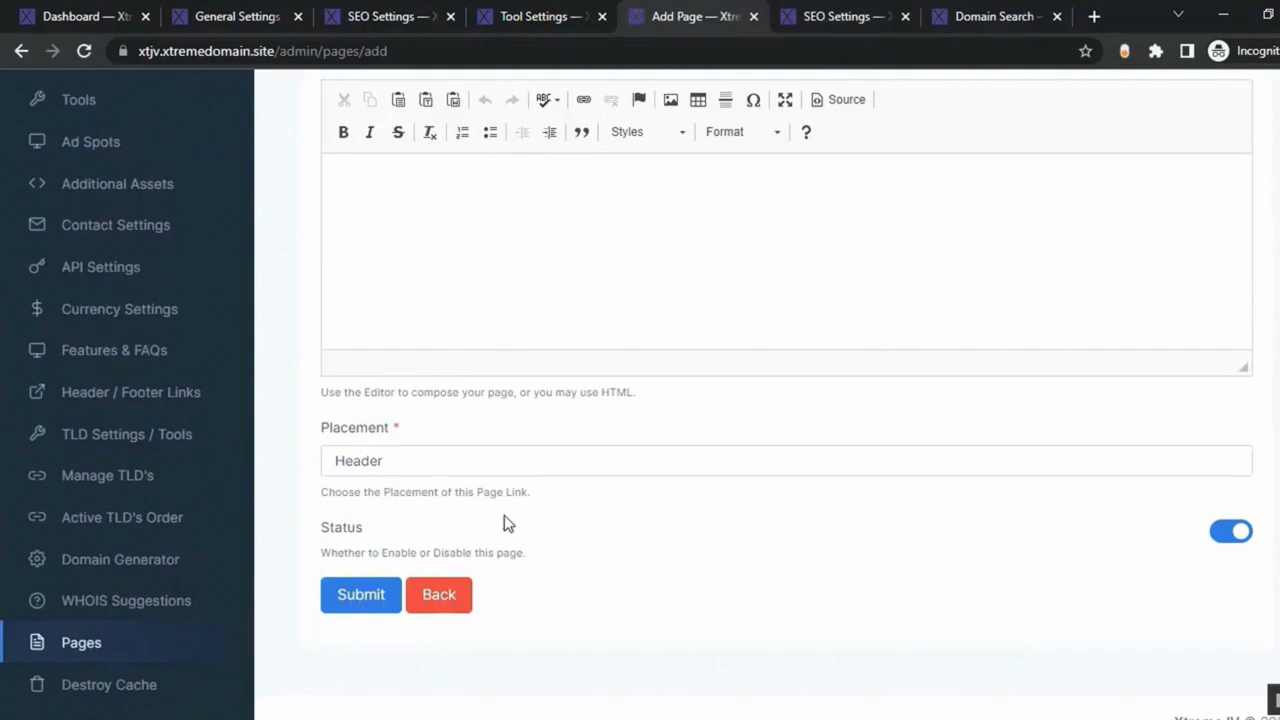 Dashboard — Xtr
General Settings
SEO Settings —
Tool Settings —
Add Page — Xtre
SEO Settings —
Domain Search —
xtjv.xtremedomain.site/admin/pages/add
Incognit
Tools
Ad Spots
Additional Assets
Contact Settings
API Settings
Currency Settings
Features & FAQs
Header / Footer Links
TLD Settings / Tools
Manage TLD's
Active TLD's Order
Domain Generator
WHOIS Suggestions
Pages
Destroy Cache
ABC
Source
B I S Tx
Styles
Format
?
Use the Editor to compose your page, or you may use HTML.
Placement *
Header
Choose the Placement of this Page Link.
Status
Whether to Enable or Disable this page.
Submit
Back